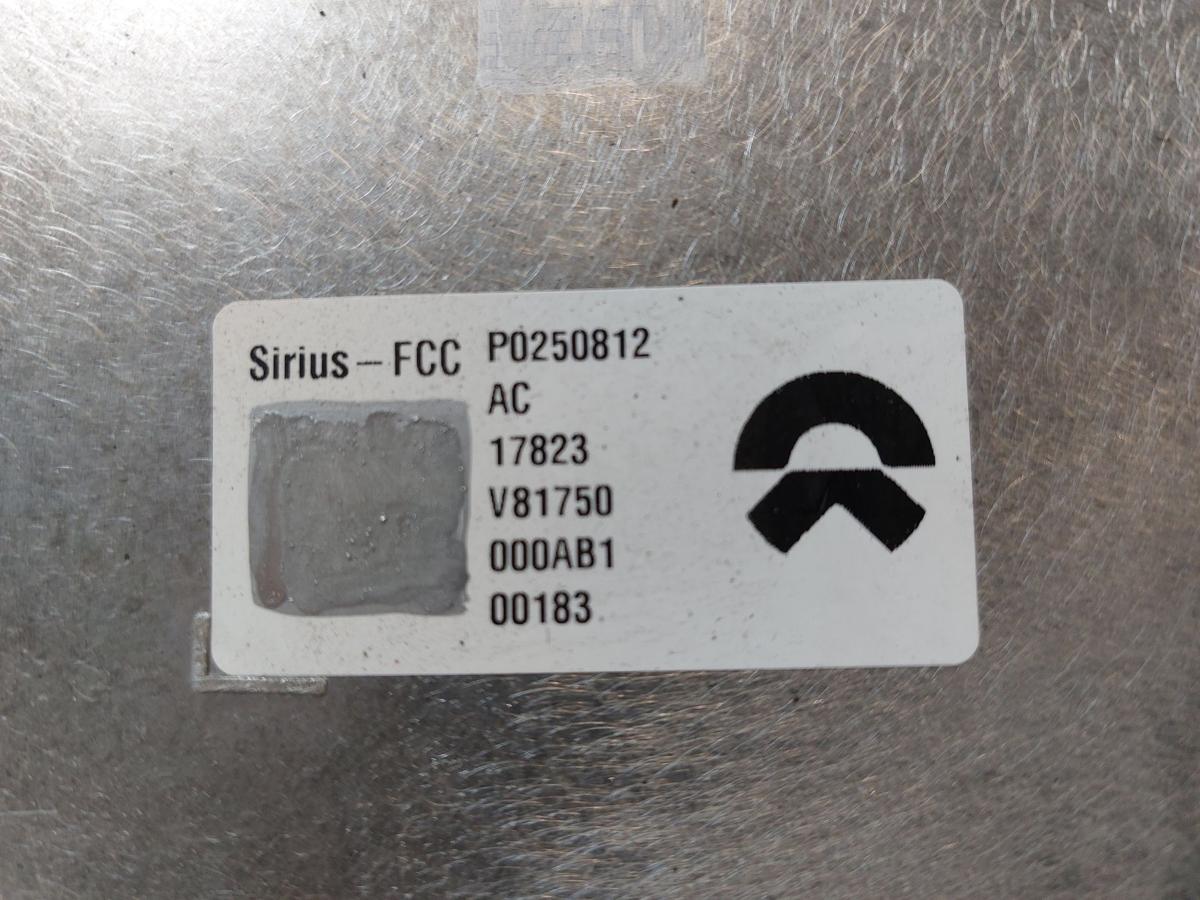 Sirius-FCC
P0250812
AC
17823
V81750
000AB1
00183